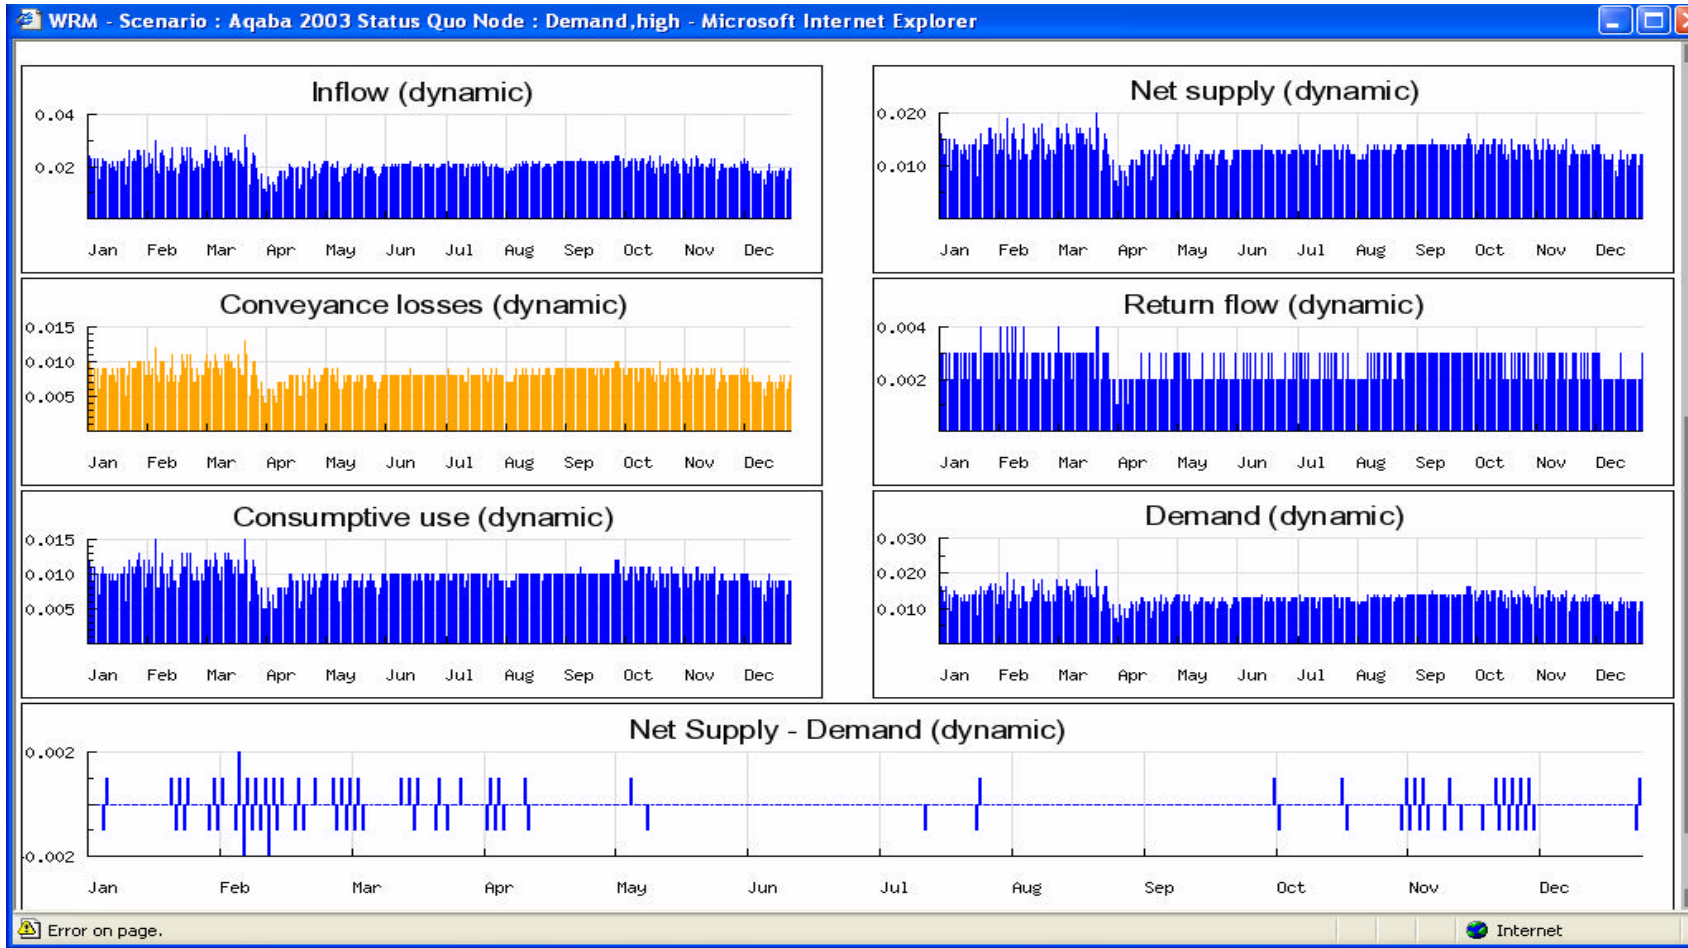 WRM - Scenario : Aqaba 2003 Status Quo Node : Demand,high - Microsoft Internet Explorer
Inflow (dynamic)
0.04
0.02
Jan Feb Mar Apr May Jun Jul Aug Sep Oct Nov Dec
Net supply (dynamic)
0.020
0.010
Jan Feb Mar Apr May Jun Jul Aug Sep Oct Nov Dec
Conveyance losses (dynamic)
0.015
0.010
0.005
Jan Feb Mar Apr May Jun Jul Aug Sep Oct Nov Dec
Return flow (dynamic)
0.004
0.002
Jan Feb Mar Apr May Jun Jul Aug Sep Oct Nov Dec
Consumptive use (dynamic)
0.015
0.010
0.005
Jan Feb Mar Apr May Jun Jul Aug Sep Oct Nov Dec
Demand (dynamic)
0.030
0.020
0.010
Jan Feb Mar Apr May Jun Jul Aug Sep Oct Nov Dec
Net Supply - Demand (dynamic)
0.002
-0.002
Jan Feb Mar Apr May Jun Jul Aug Sep Oct Nov Dec
Error on page.
Internet